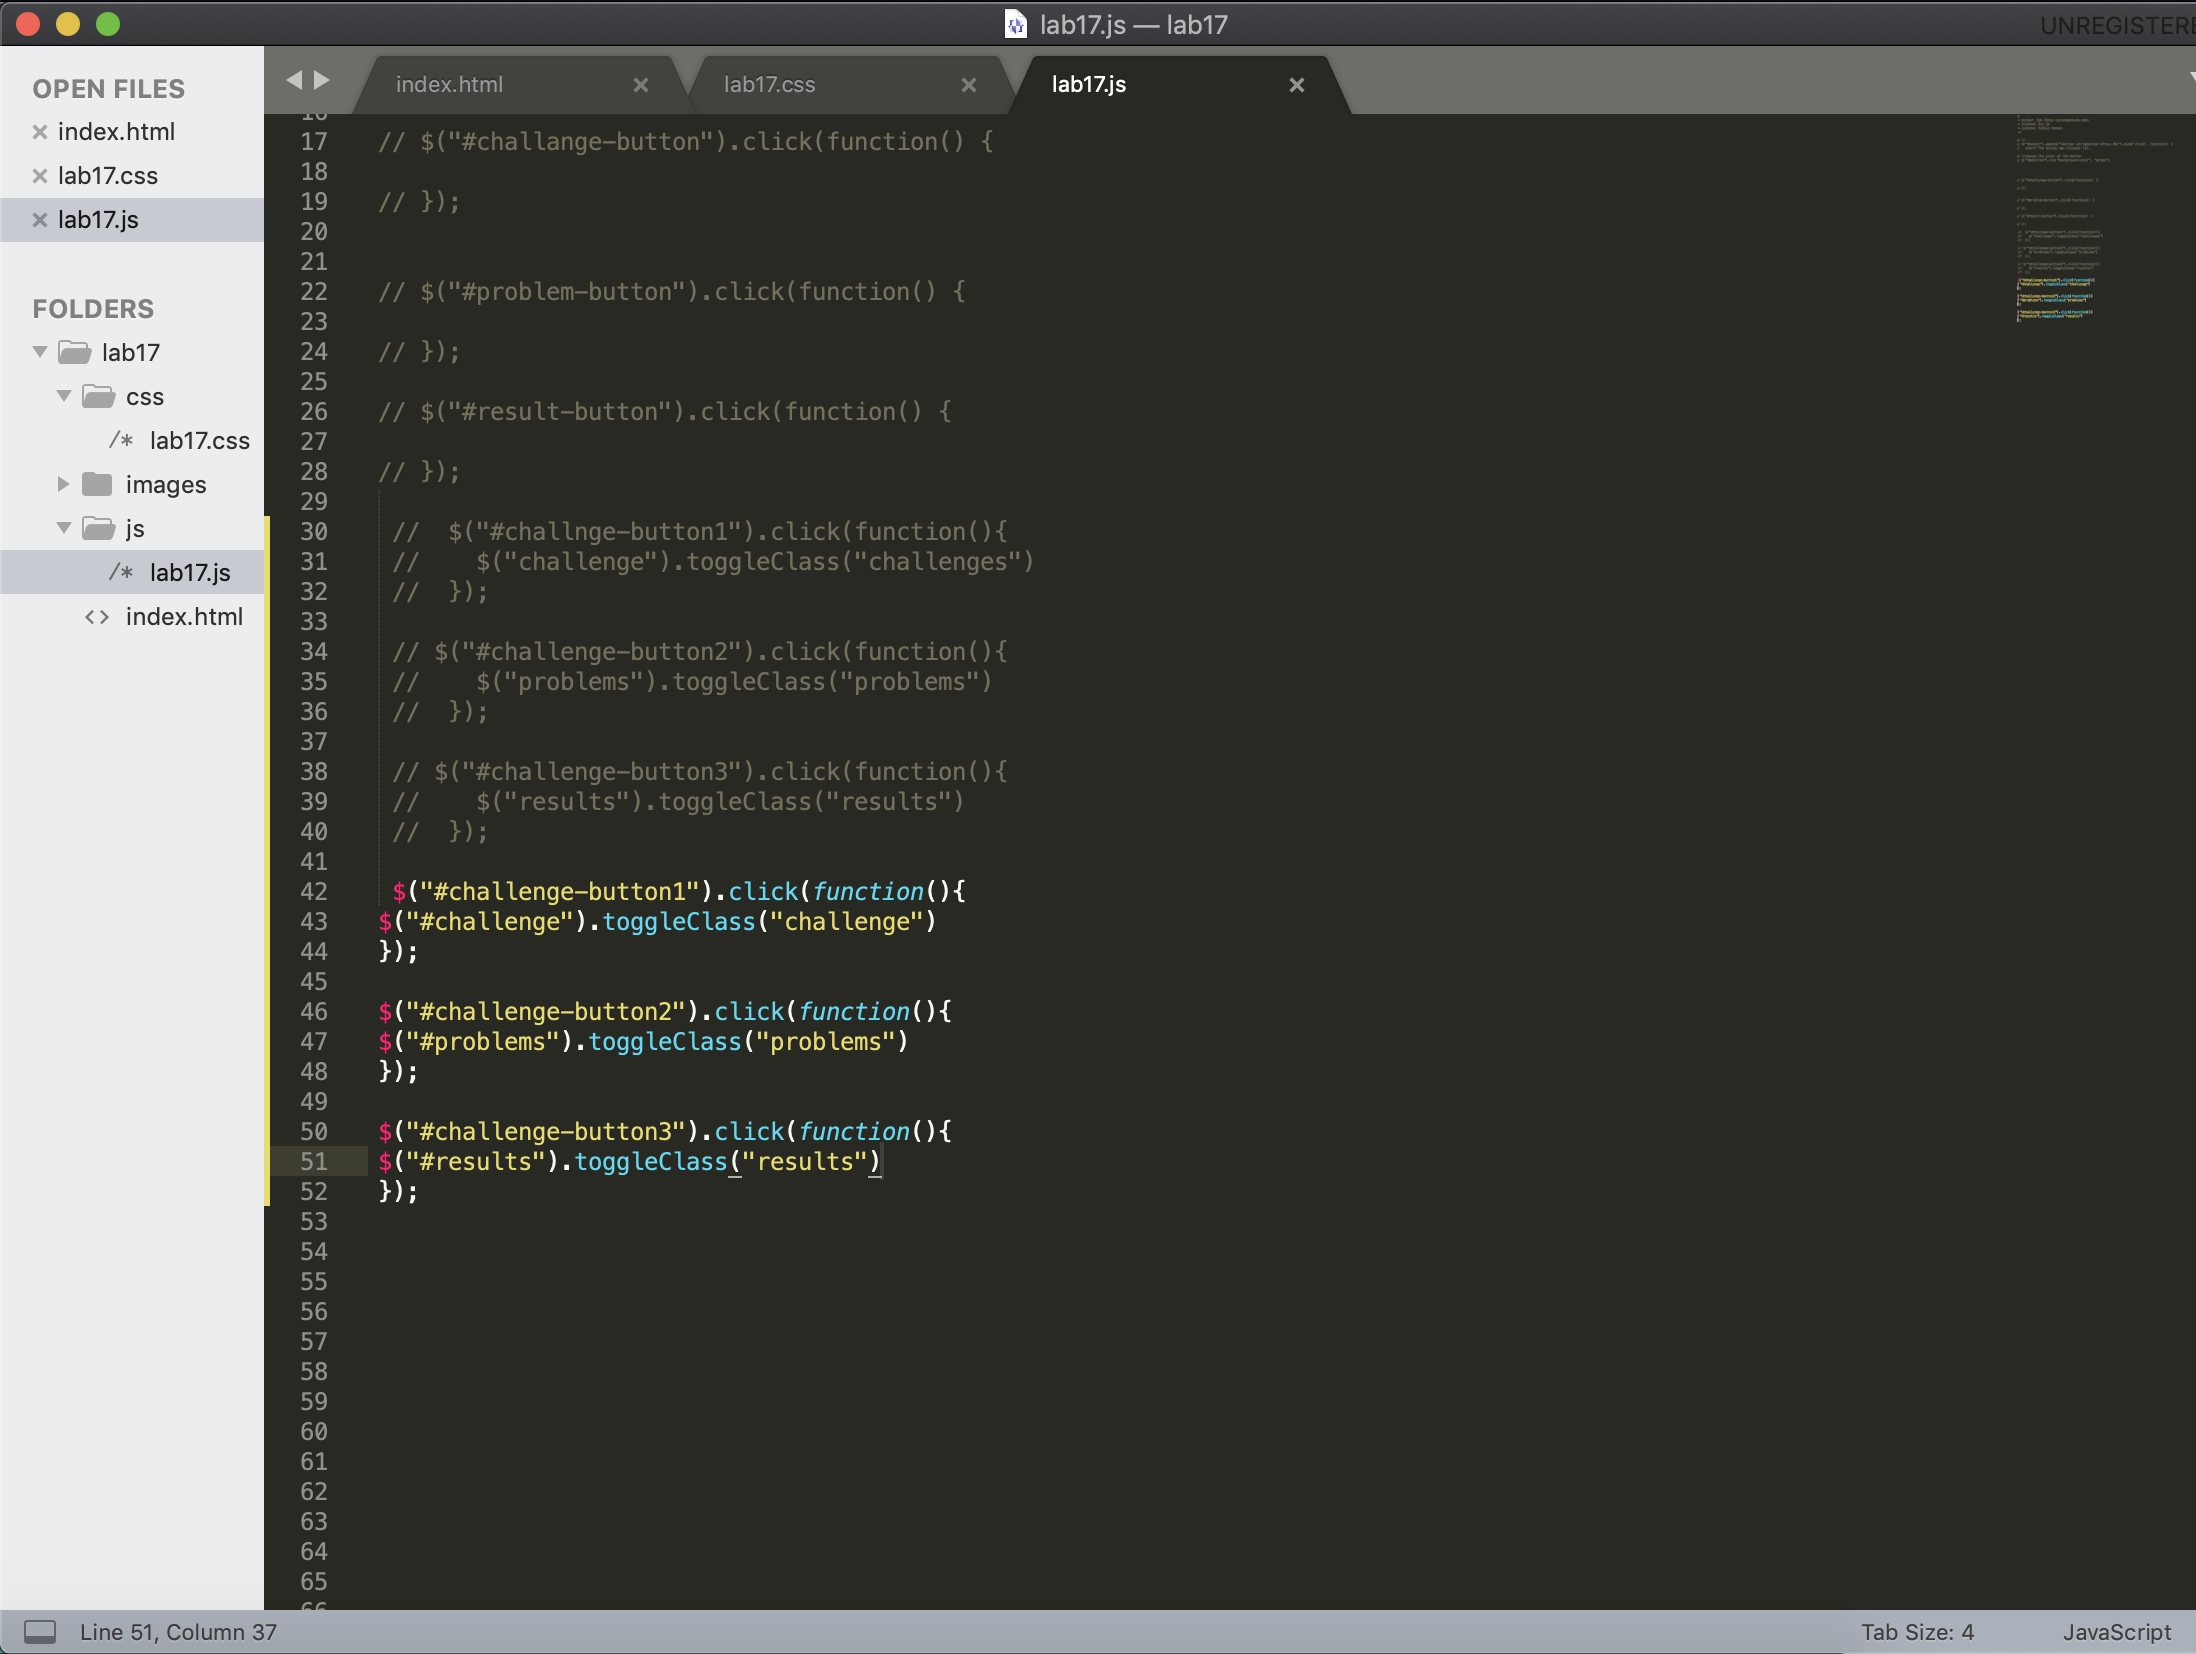 lab17.js — lab17
UNREGISTERE
OPEN FILES
index.html
lab17.css
lab17.js
FOLDERS
lab17
css
/* lab17.css
images
js
/* lab17.js
<> index.html
index.html
lab17.css
lab17.js
16
17 // $("#challange-button").click(function() {
18
19 // });
20
21
22 // $("#problem-button").click(function() {
23
24 // });
25
26 // $("#result-button").click(function() {
27
28 // });
29
30 //  $("#challnge-button1").click(function(){
31 //    $("challenge").toggleClass("challenges")
32 //  });
33
34 // $("#challenge-button2").click(function(){
35 //    $("problems").toggleClass("problems")
36 //  });
37
38 // $("#challenge-button3").click(function(){
39 //    $("results").toggleClass("results")
40 //  });
41
42 $("#challenge-button1").click(function(){
43 $("#challenge").toggleClass("challenge")
44 });
45
46 $("#challenge-button2").click(function(){
47 $("#problems").toggleClass("problems")
48 });
49
50 $("#challenge-button3").click(function(){
51 $("#results").toggleClass("results")
52 });
53
54
55
56
57
58
59
60
61
62
63
64
65
66
Line 51, Column 37
Tab Size: 4
JavaScript